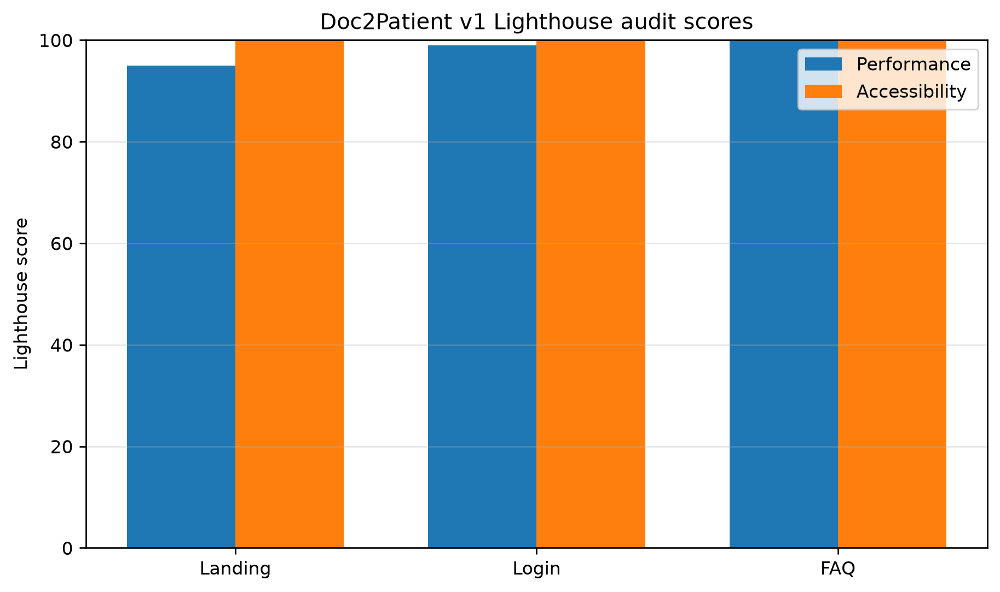 Doc2Patient v1 Lighthouse audit scores
100
80
60
40
20
0
Lighthouse score
Performance
Accessibility
Landing
Login
FAQ